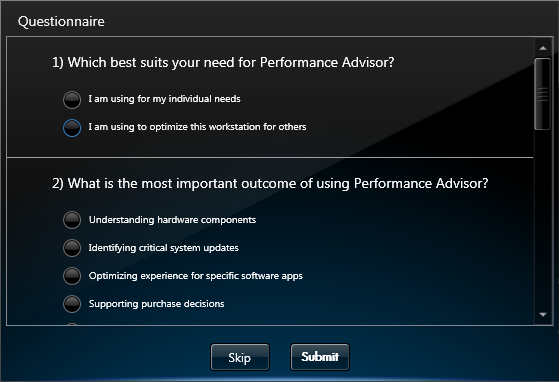 Questionnaire
1) Which best suits your need for Performance Advisor?
I am using for my individual needs
I am using to optimize this workstation for others
2) What is the most important outcome of using Performance Advisor?
Understanding hardware components
Identifying critical system updates
Optimizing experience for specific software apps
Supporting purchase decisions
Skip
Submit